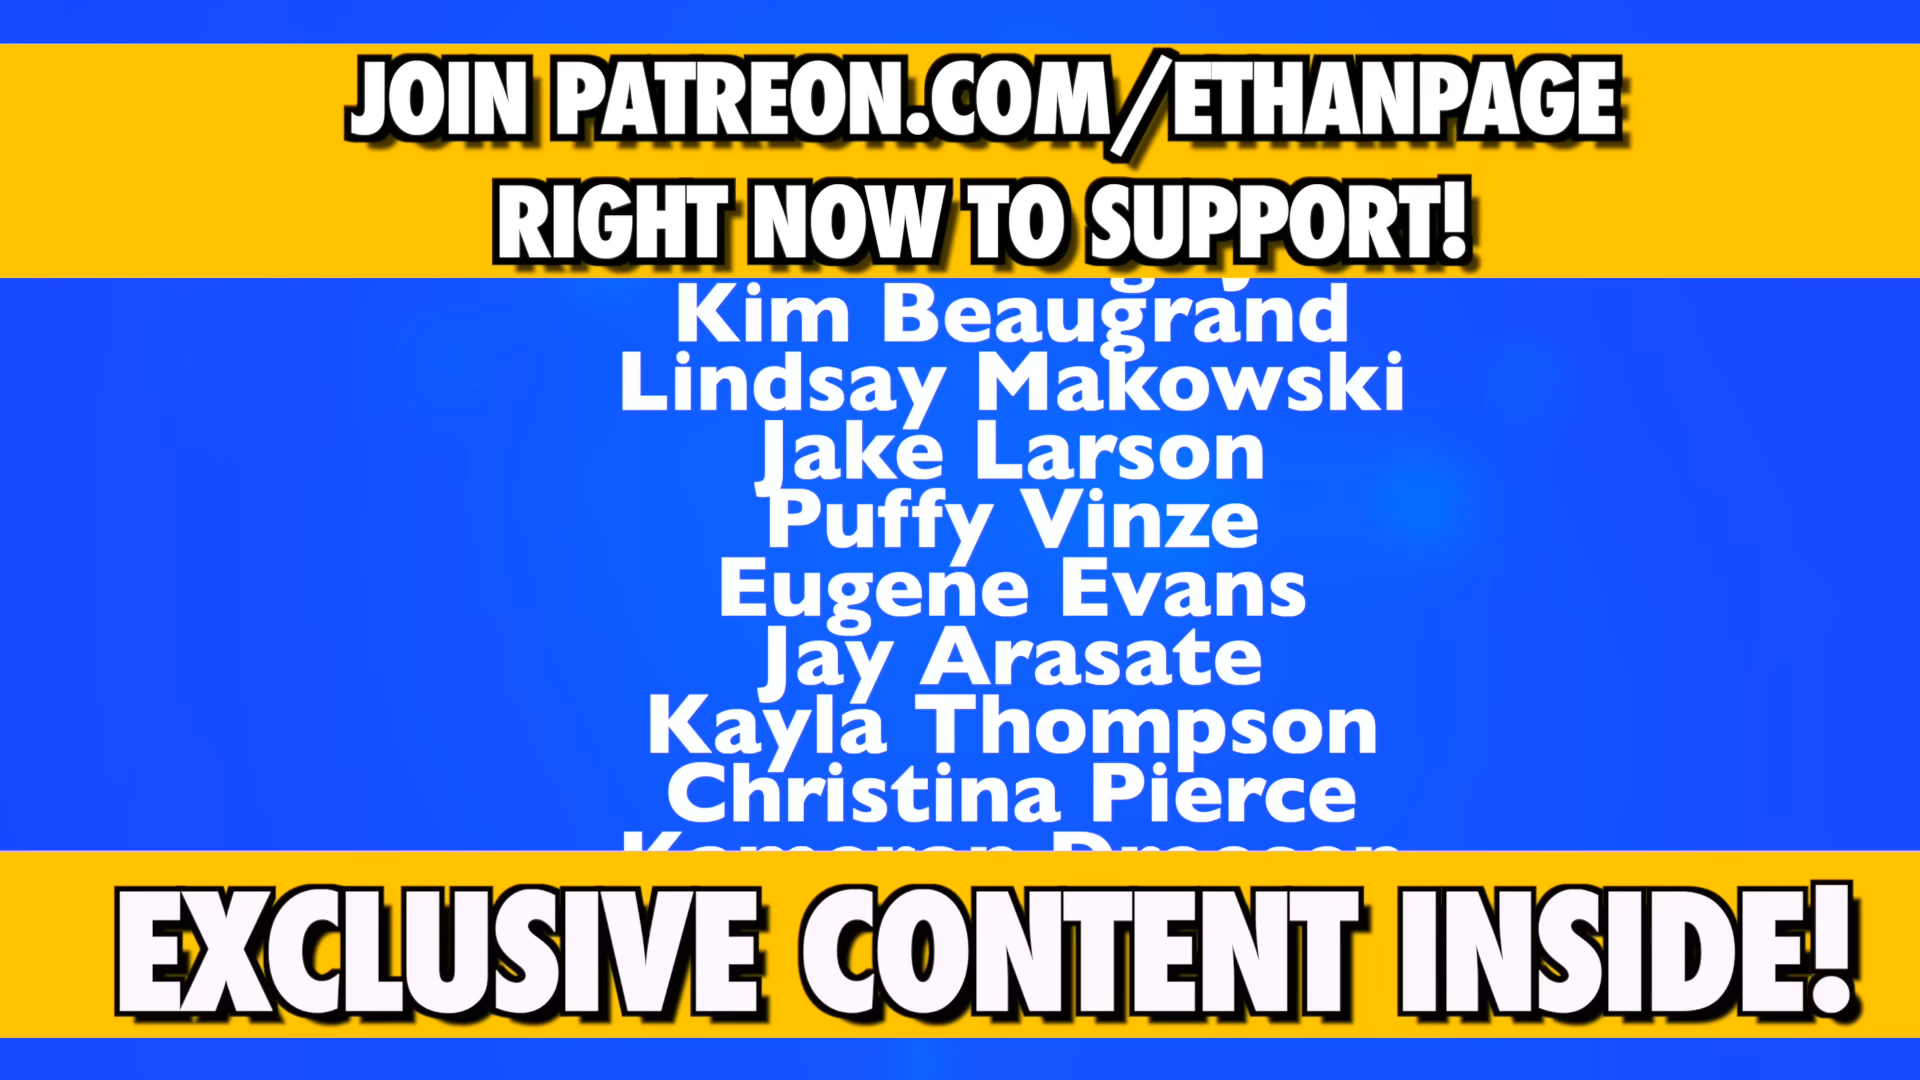 JOIN PATREON.COM/ETHANPAGE
RIGHT NOW TO SUPPORT!
Kim Beaugrand
Lindsay Makowski
Jake Larson
Puffy Vinze
Eugene Evans
Jay Arasate
Kayla Thompson
Christina Pierce
EXCLUSIVE CONTENT INSIDE!